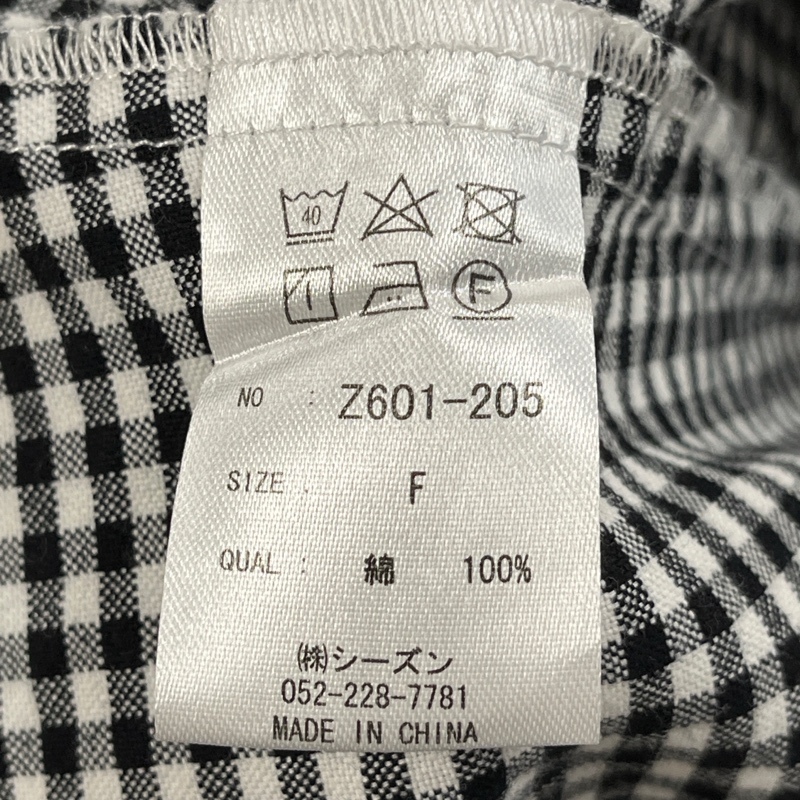 40
F
NO : Z601-205
SIZE : F
QUAL : 綿 100%
㈱シーズン
052-228-7781
MADE IN CHINA